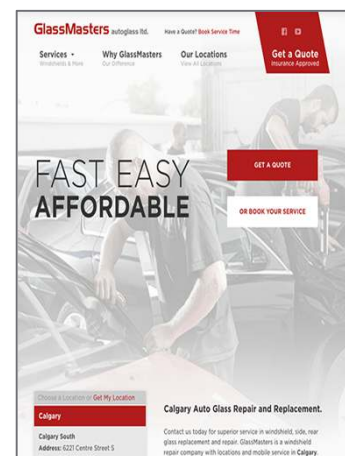 GlassMasters autoglass ltd.
Have a Quote? Book Service Time
Services
Windshields & More
Why GlassMasters
Our Difference
Our Locations
View All Locations
Get a Quote
Insurance Approved
FAST EASY
AFFORDABLE
GET A QUOTE
OR BOOK YOUR SERVICE
Choose a Location or Get My Location
Calgary
Calgary South
Address: 6221 Centre Street S
Calgary Auto Glass Repair and Replacement.
Contact us today for superior service in windshield, side, rear
glass replacement and repair. GlassMasters is a windshield
repair company with locations and mobile service in Calgary.